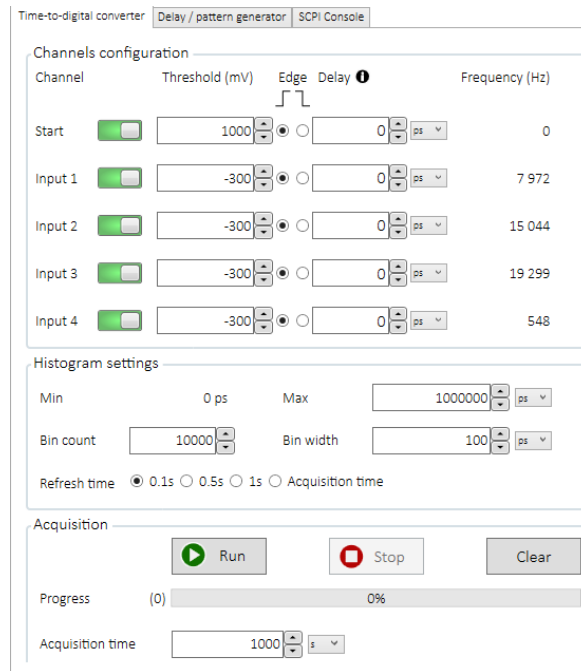 Time-to-digital converter Delay / pattern generator SCPI Console
Channels configuration
Channel Threshold (mV) Edge Delay Frequency (Hz)
Start 1000 0 ps 0
Input 1 -300 0 ps 7 972
Input 2 -300 0 ps 15 044
Input 3 -300 0 ps 19 299
Input 4 -300 0 ps 548
Histogram settings
Min 0 ps Max 1000000 ps
Bin count 10000 Bin width 100 ps
Refresh time 0.1s 0.5s 1s Acquisition time
Acquisition
Run Stop Clear
Progress (0) 0%
Acquisition time 1000 s